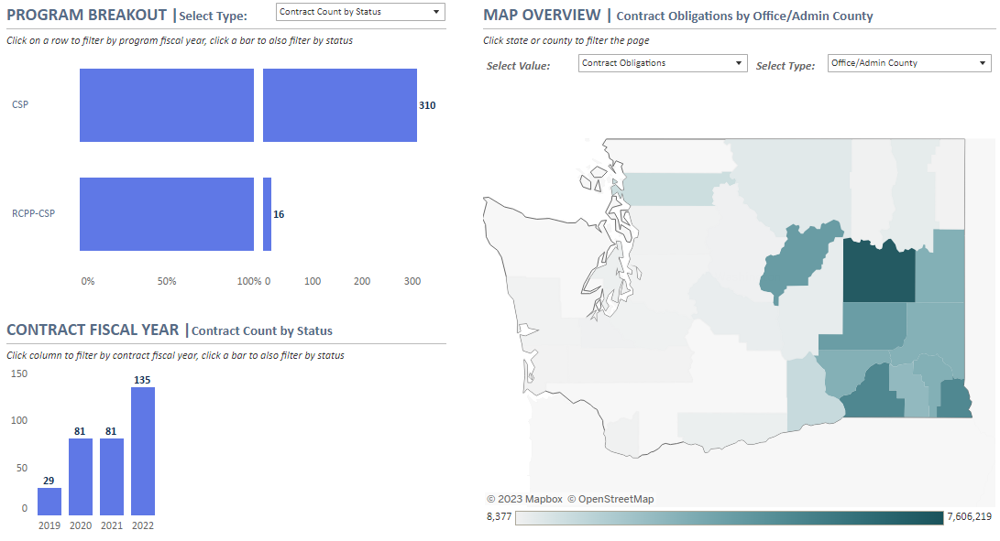 PROGRAM BREAKOUT | Select Type: Contract Count by Status
Click on a row to filter by program fiscal year, click a bar to also filter by status
CSP
310
RCPP-CSP
16
0% 50% 100% 0 100 200 300
CONTRACT FISCAL YEAR | Contract Count by Status
Click column to filter by contract fiscal year, click a bar to also filter by status
150
135
100
81 81
50
29
0
2019 2020 2021 2022
MAP OVERVIEW | Contract Obligations by Office/Admin County
Click state or county to filter the page
Select Value: Contract Obligations Select Type: Office/Admin County
© 2023 Mapbox © OpenStreetMap
8,377 7,606,219